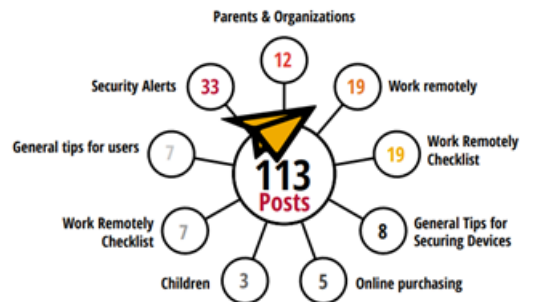 Parents & Organizations
12
Security Alerts
33
19
Work remotely
General tips for users
7
19
Work Remotely
Checklist
113
Posts
Work Remotely
Checklist
7
8
General Tips for
Securing Devices
Children
3
5
Online purchasing